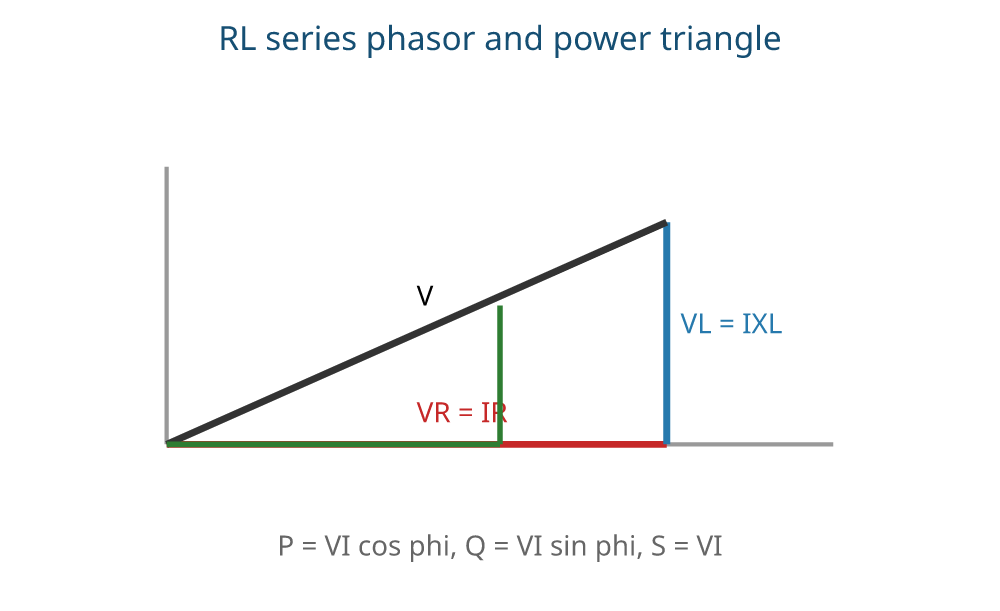 RL series phasor and power triangle
V
VL = IXL
VR = IR
P = VI cos phi, Q = VI sin phi, S = VI